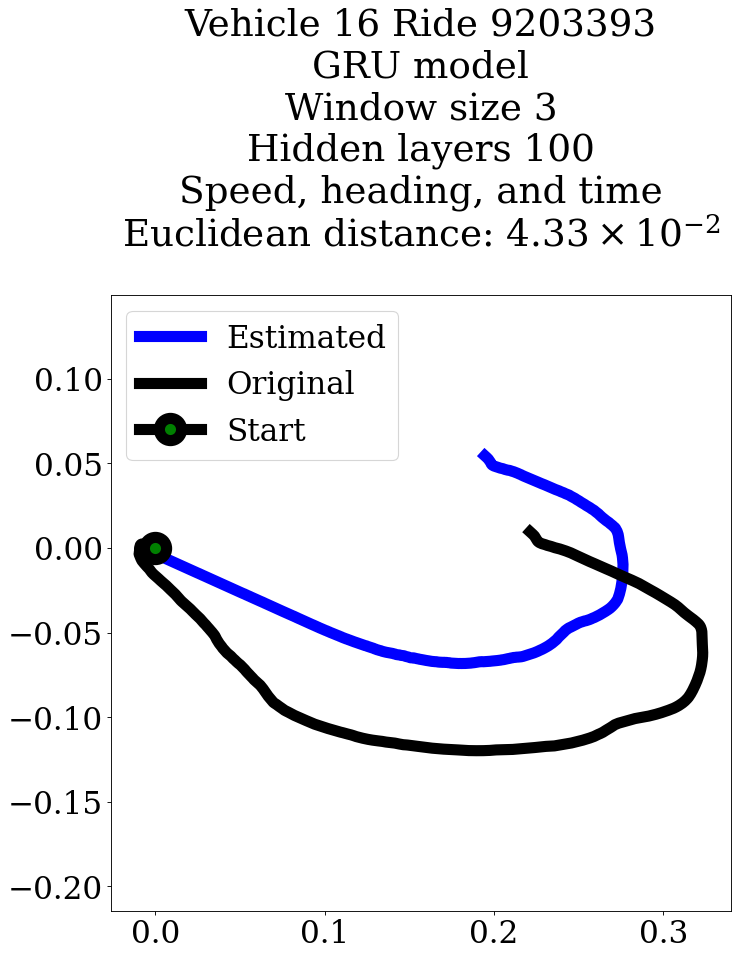 Vehicle 16 Ride 9203393
GRU model
Window size 3
Hidden layers 100
Speed, heading, and time
Euclidean distance: 4.33 × 10⁻²
Estimated
Original
Start
0.10
0.05
0.00
−0.05
−0.10
−0.15
−0.20
0.0 0.1 0.2 0.3